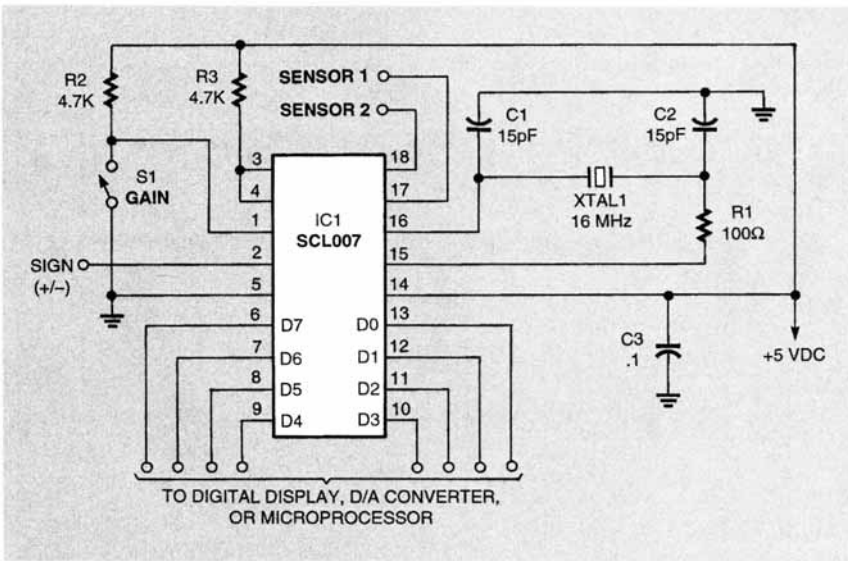 R2
4.7K
R3
4.7K
SENSOR 1
SENSOR 2
C1
15pF
C2
15pF
S1
GAIN
XTAL1
16 MHz
R1
100Ω
IC1
SCL007
3
4
1
2
5
6
7
8
9
18
17
16
15
14
13
12
11
10
SIGN
(+/–)
D7
D6
D5
D4
D0
D1
D2
D3
C3
.1
+5 VDC
TO DIGITAL DISPLAY, D/A CONVERTER,
OR MICROPROCESSOR